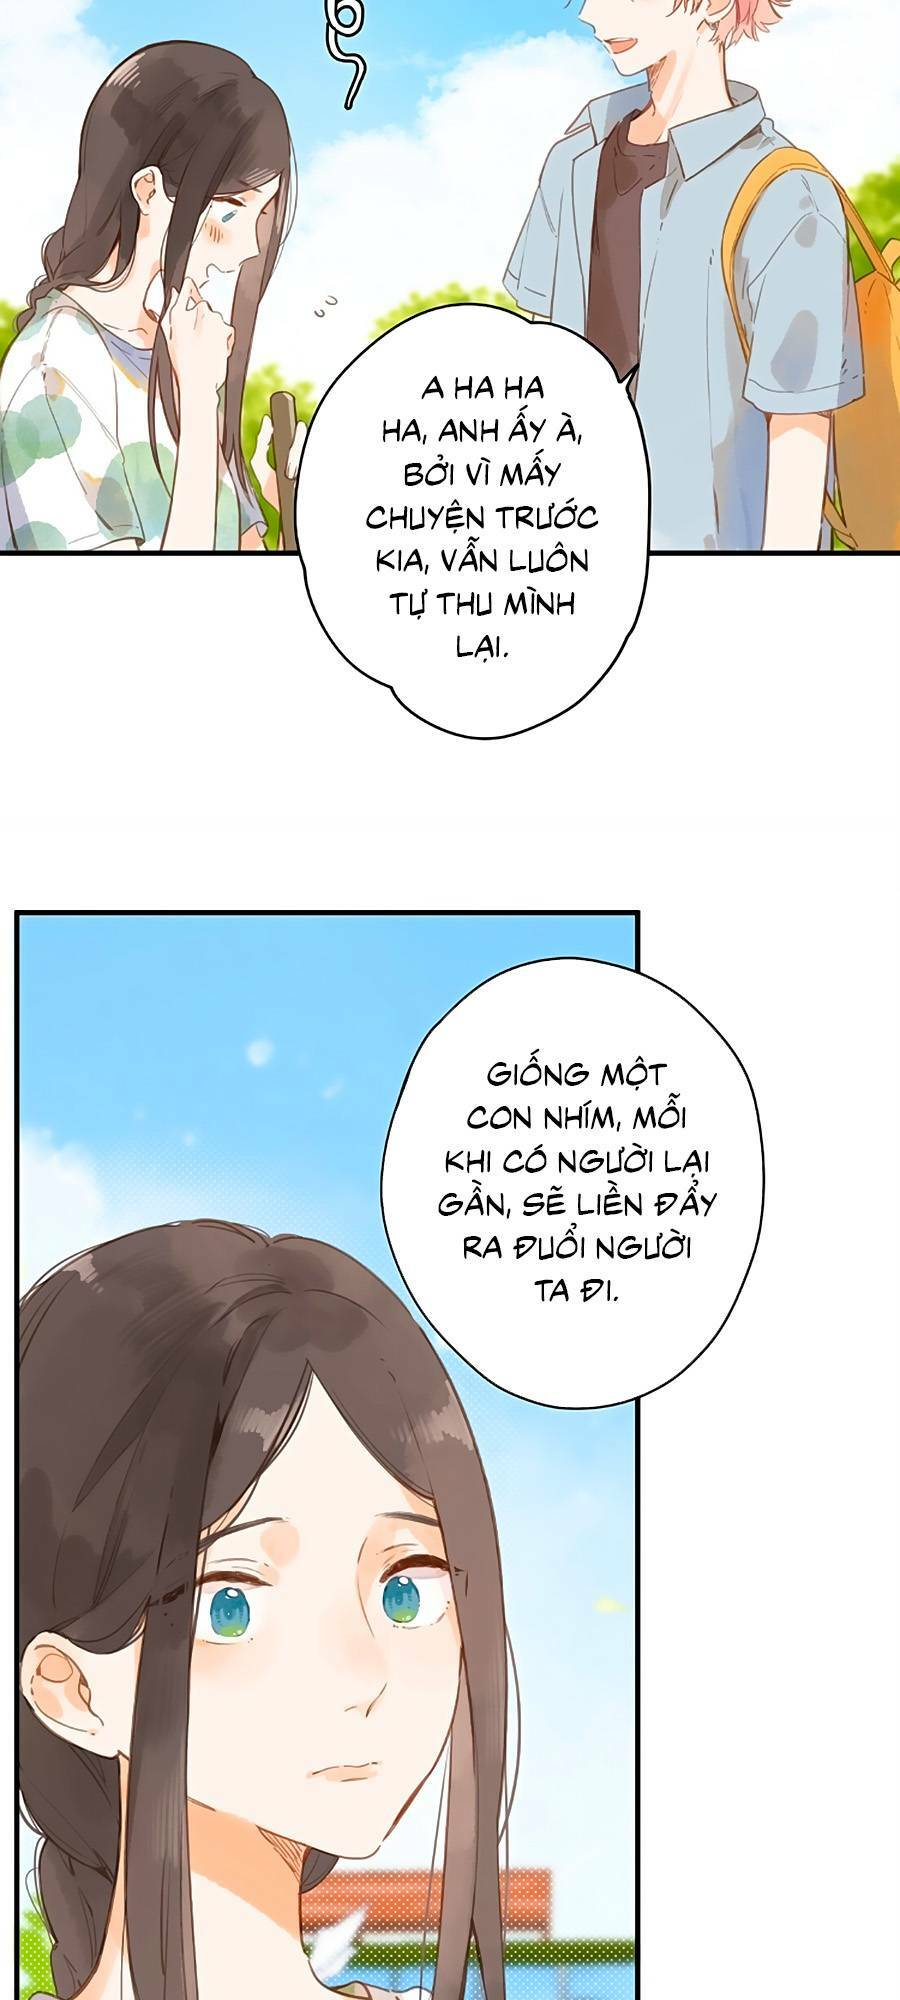 A HA HA
HA, ANH ẤY À,
BỞI VÌ MẤY
CHUYỆN TRƯỚC
KIA, VẪN LUÔN
TỰ THU MÌNH
LẠI.
GIỐNG MỘT
CON NHÍM, MỖI
KHI CÓ NGƯỜI LẠI
GẦN, SẼ LIỀN ĐẨY
RA ĐUỔI NGƯỜI
TA ĐI.